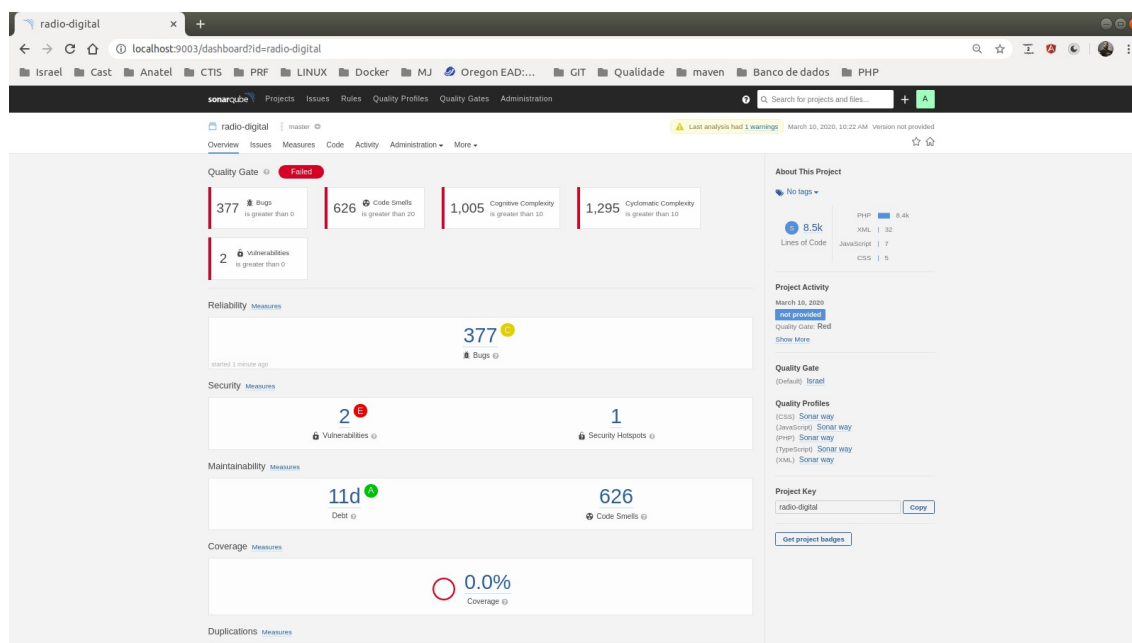 radio-digital × +
localhost:9003/dashboard?id=radio-digital
Israel Cast Anatel CTIS PRF LINUX Docker MJ Oregon EAD:... GIT Qualidade maven Banco de dados PHP
sonarqube Projects Issues Rules Quality Profiles Quality Gates Administration Search for projects and files... + A
radio-digital master Last analysis had 1 warnings March 10, 2020, 10:22 AM Version not provided
Overview Issues Measures Code Activity Administration More
Quality Gate Failed
377 Bugs
is greater than 0
626 Code Smells
is greater than 20
1,005 Cognitive Complexity
is greater than 10
1,295 Cyclomatic Complexity
is greater than 10
2 Vulnerabilities
is greater than 0
Reliability Measures
377 C
Bugs
started 1 minute ago
Security Measures
2 E
Vulnerabilities
1
Security Hotspots
Maintainability Measures
11d A
Debt
626
Code Smells
Coverage Measures
0.0%
Coverage
Duplications Measures
About This Project
No tags
S 8.5k
Lines of Code
PHP 8.4k
XML 32
JavaScript 7
CSS 5
Project Activity
March 10, 2020
not provided
Quality Gate: Red
Show More
Quality Gate
(Default) Israel
Quality Profiles
(CSS) Sonar way
(JavaScript) Sonar way
(PHP) Sonar way
(TypeScript) Sonar way
(XML) Sonar way
Project Key
radio-digital Copy
Get project badges